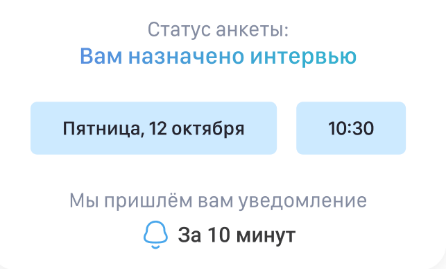 Статус анкеты:
Вам назначено интервью
Пятница, 12 октября
10:30
Мы пришлём вам уведомление
За 10 минут